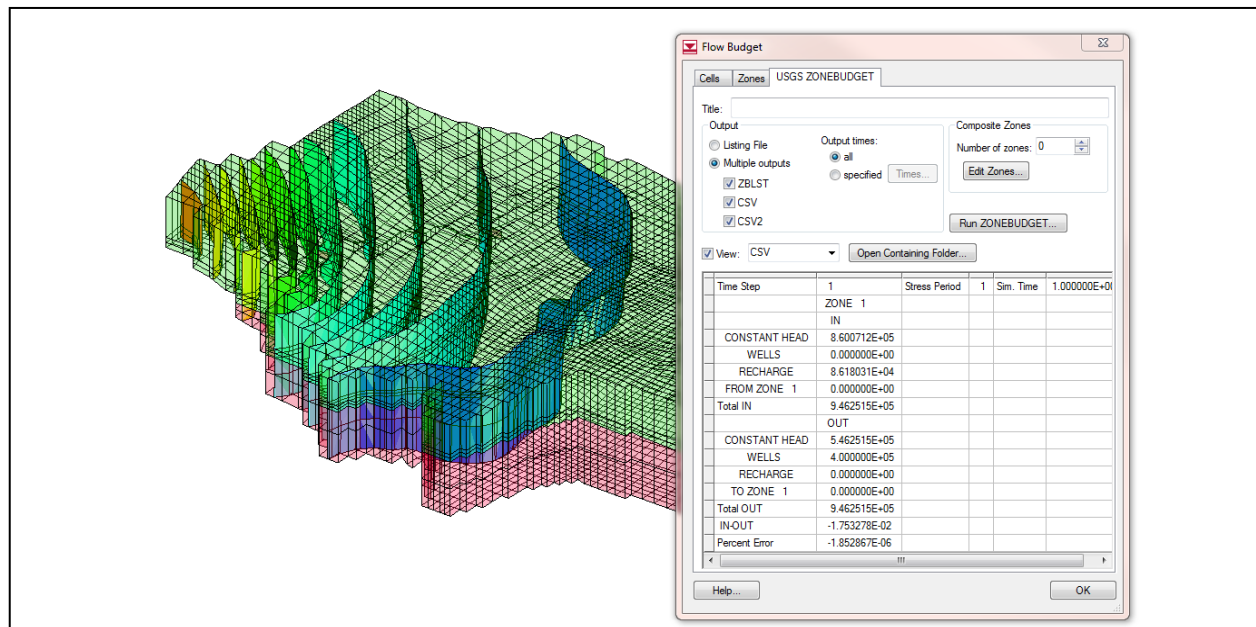 Flow Budget
Cells Zones USGS ZONEBUDGET
Title:
Output
Listing File
Multiple outputs
ZBLST
CSV
CSV2
Output times:
all
specified Times...
Composite Zones
Number of zones: 0
Edit Zones...
Run ZONEBUDGET...
View: CSV Open Containing Folder...
Time Step 1 Stress Period 1 Sim. Time 1.000000E+00
ZONE 1
IN
CONSTANT HEAD 8.600712E+05
WELLS 0.000000E+00
RECHARGE 8.618031E+04
FROM ZONE 1 0.000000E+00
Total IN 9.462515E+05
OUT
CONSTANT HEAD 5.462515E+05
WELLS 4.000000E+05
RECHARGE 0.000000E+00
TO ZONE 1 0.000000E+00
Total OUT 9.462515E+05
IN-OUT -1.753278E-02
Percent Error -1.852867E-06
Help... OK